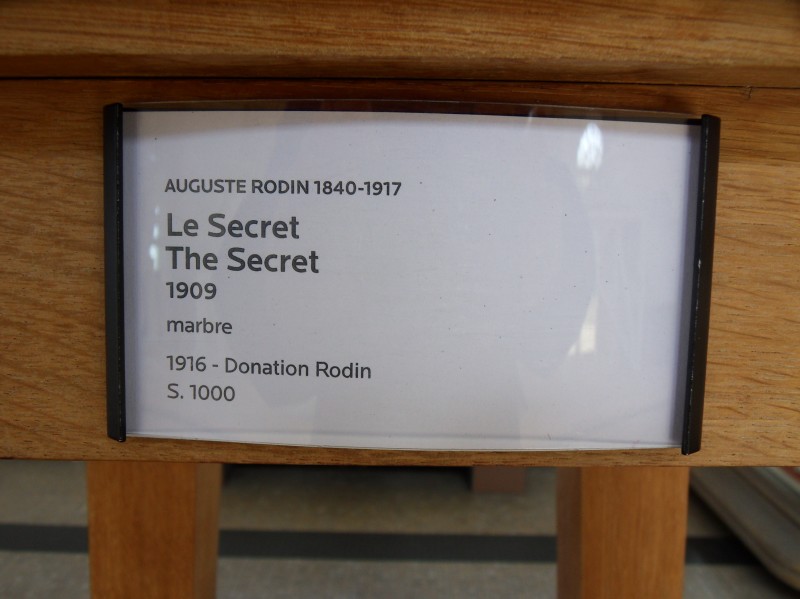 AUGUSTE RODIN 1840-1917
Le Secret
The Secret
1909
marbre
1916 - Donation Rodin
S. 1000